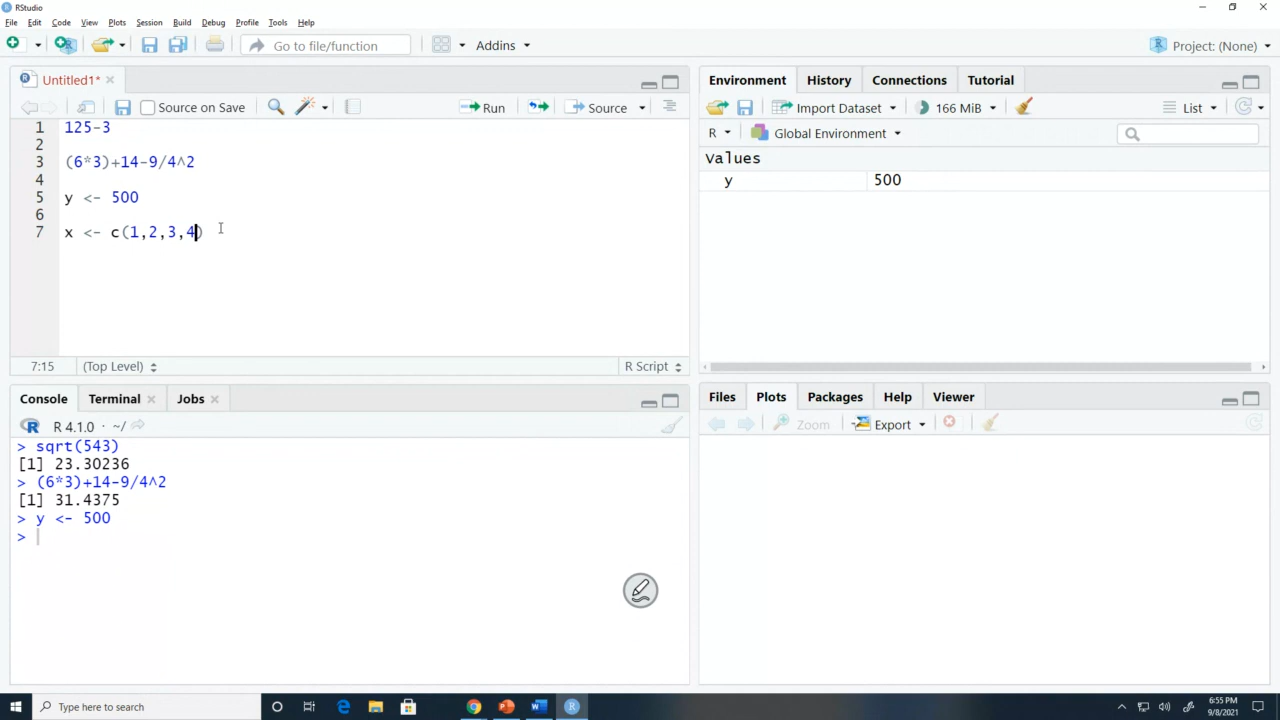 RStudio
File Edit Code View Plots Session Build Debug Profile Tools Help
Go to file/function Addins Project: (None)
Untitled1*
Source on Save Run Source
1 125-3
2
3 (6*3)+14-9/4^2
4
5 y <- 500
6
7 x <- c(1,2,3,4)
7:15 (Top Level) R Script
Console Terminal Jobs
R 4.1.0 · ~/
> sqrt(543)
[1] 23.30236
> (6*3)+14-9/4^2
[1] 31.4375
> y <- 500
>
Environment History Connections Tutorial
Import Dataset 166 MiB List
R Global Environment
Values
y 500
Files Plots Packages Help Viewer
Zoom Export
Type here to search
6:55 PM
9/8/2021